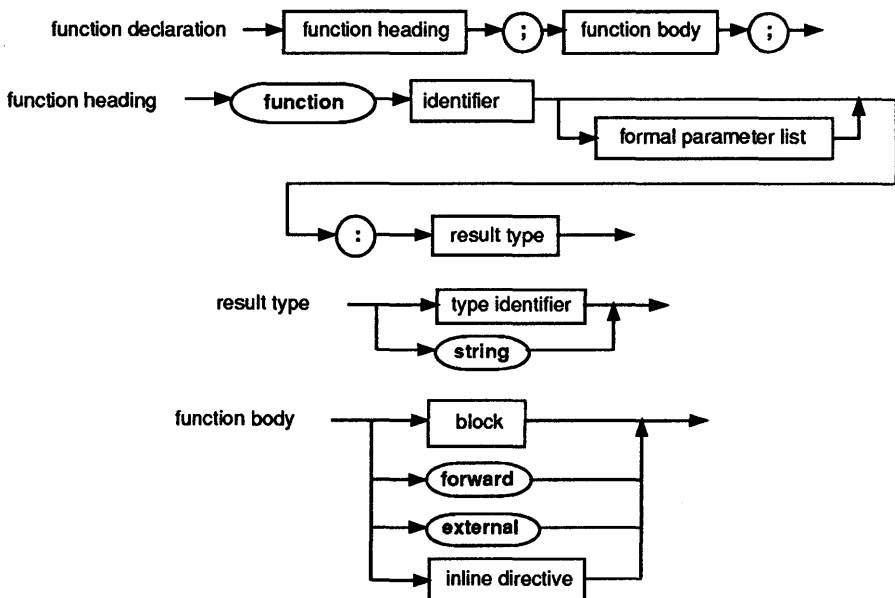 function declaration function heading ; function body ;
function heading function identifier
formal parameter list
: result type
result type type identifier
string
function body block
forward
external
inline directive